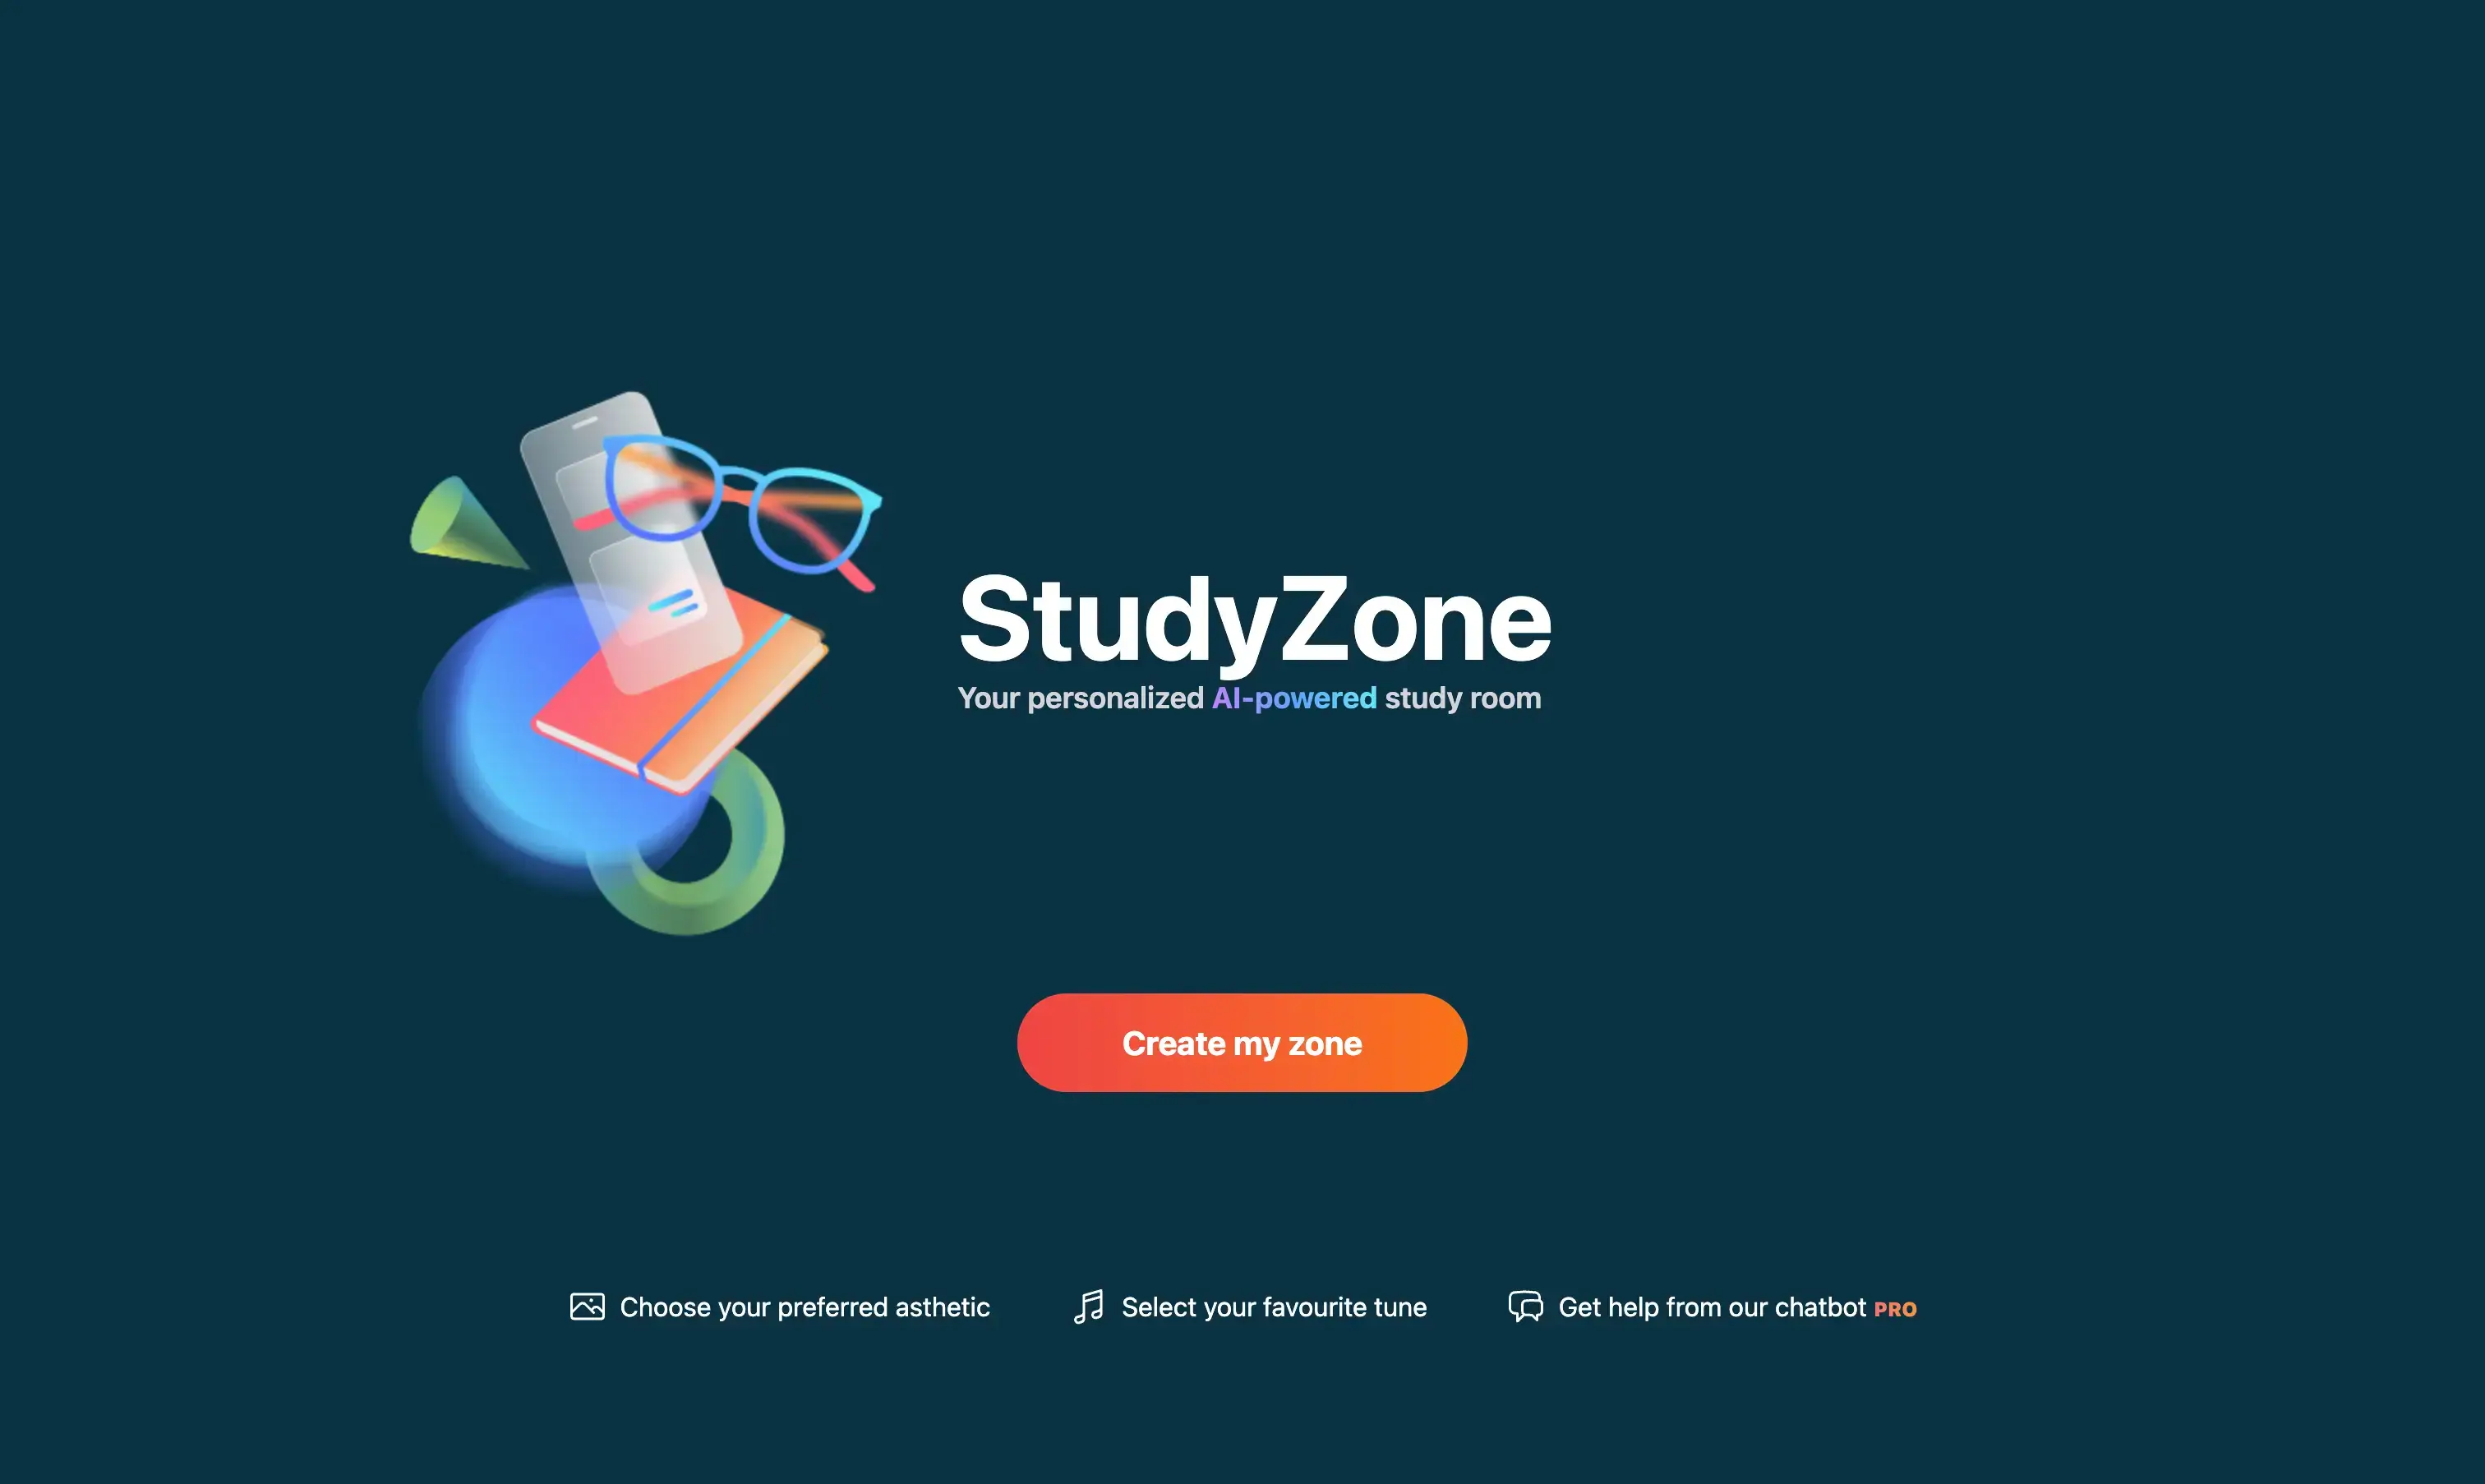 StudyZone
Your personalized AI-powered study room
Create my zone
Choose your preferred asthetic
Select your favourite tune
Get help from our chatbot PRO